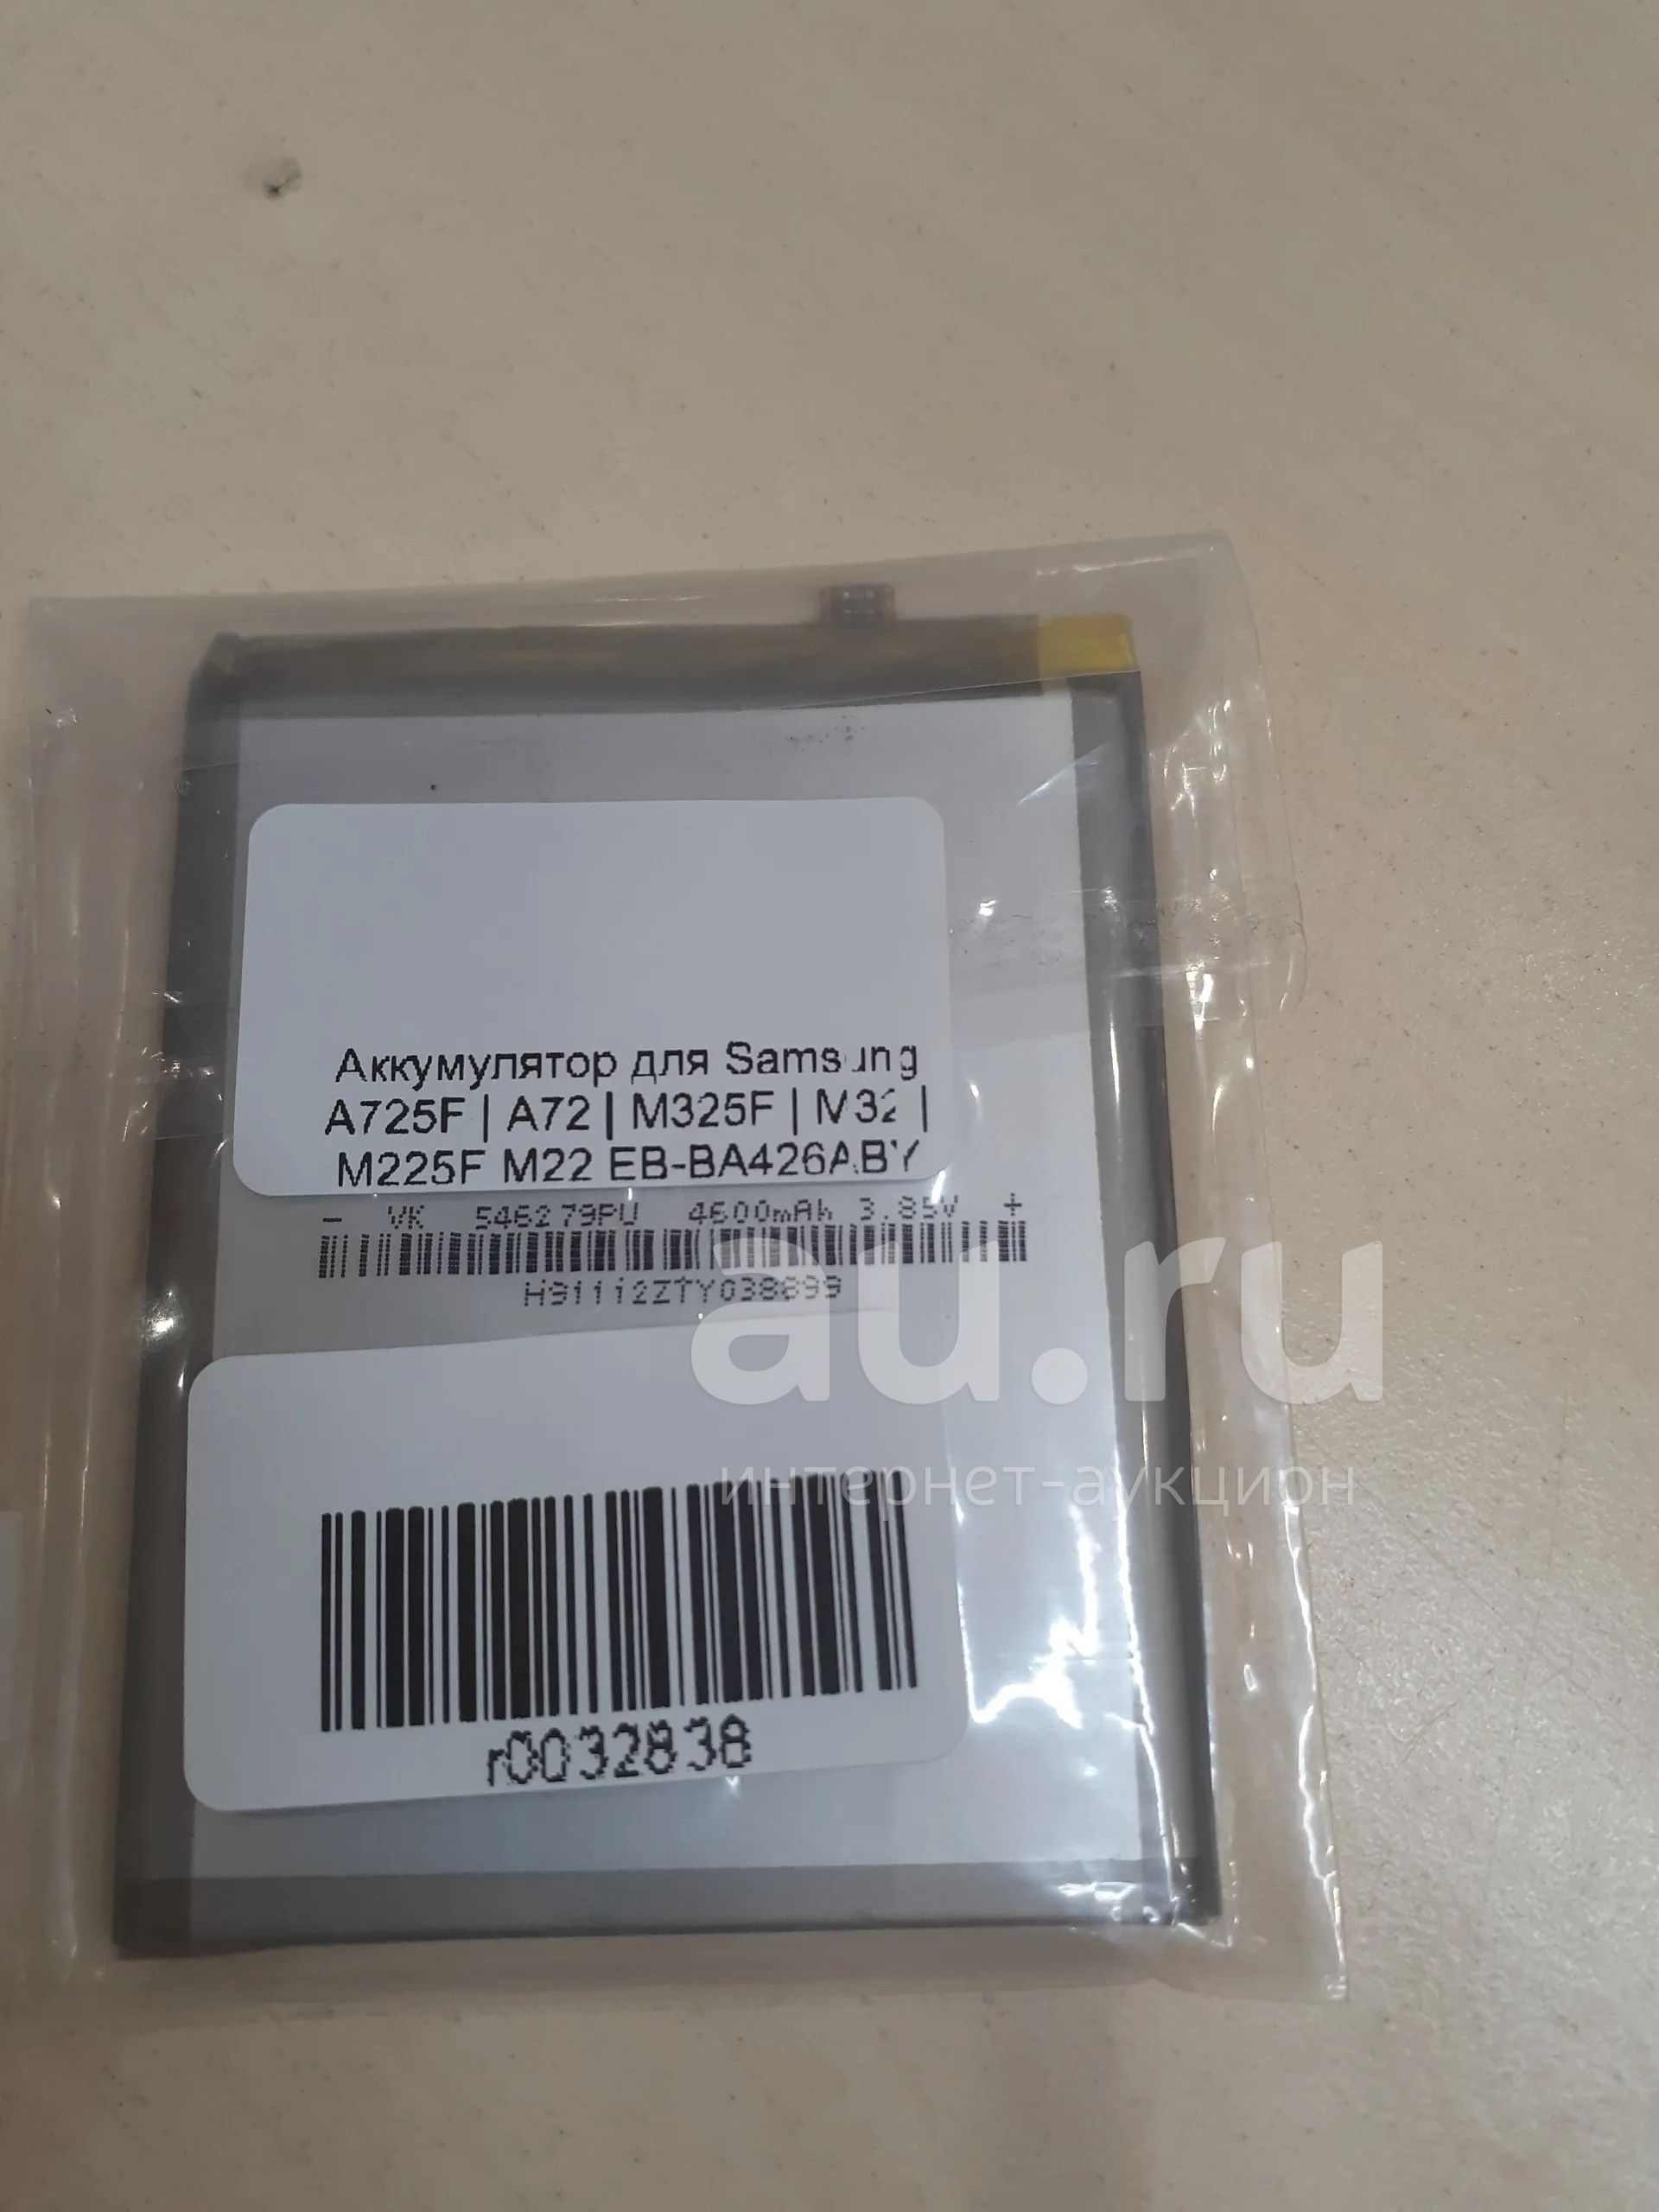 Аккумулятор для Samsung
A725F | A72 | M325F | M32 |
M225F M22 EB-BA426ABY
- VK 546279PU 4600mAh 3.85V +
H91112ZTY038699
au.ru
интернет-аукцион
r0032838